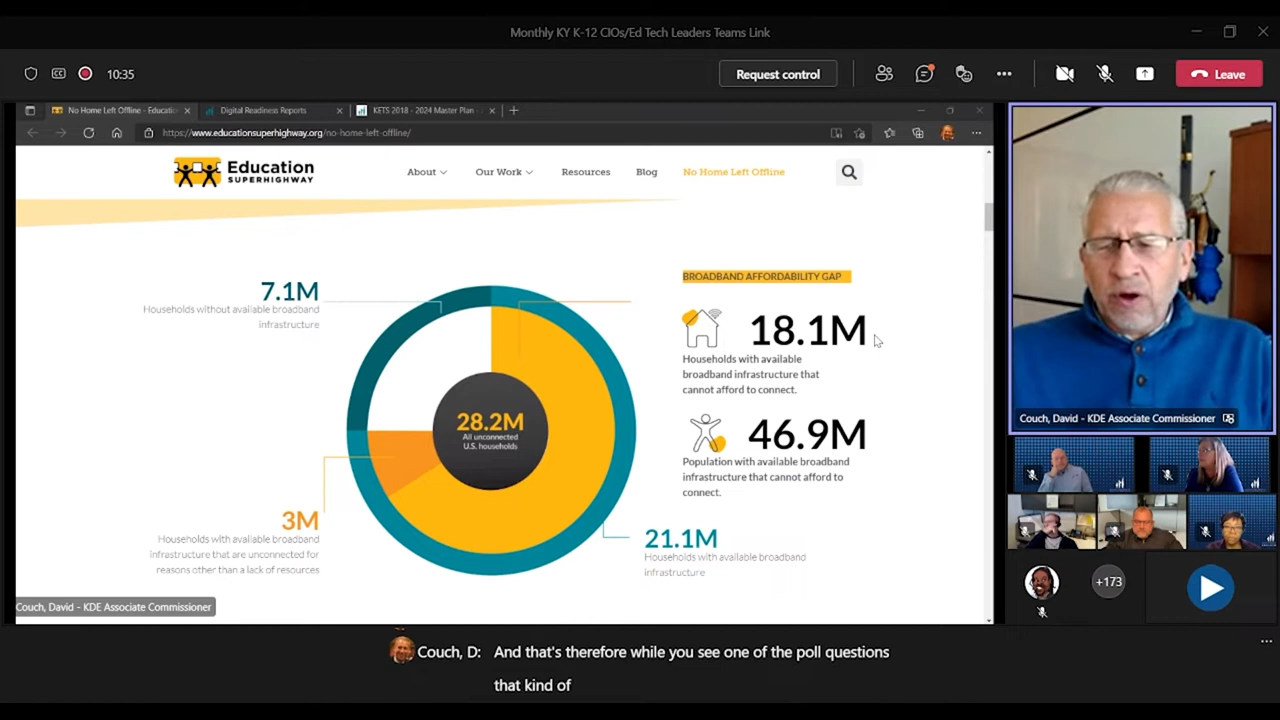 Monthly KY K-12 CIOs/Ed Tech Leaders Teams Link
10:35
Request control
Leave
No Home Left Offline - Educatio
Digital Readiness Reports
KETS 2018 - 2024 Master Plan -
https://www.educationsuperhighway.org/no-home-left-offline/
Education
SUPERHIGHWAY
About
Our Work
Resources
Blog
No Home Left Offline
7.1M
Households without available broadband
infrastructure
28.2M
All unconnected
U.S. households
3M
Households with available broadband
infrastructure that are unconnected for
reasons other than a lack of resources
BROADBAND AFFORDABILITY GAP
18.1M
Households with available
broadband infrastructure that
cannot afford to connect.
46.9M
Population with available broadband
infrastructure that cannot afford to
connect.
21.1M
Households with available broadband
infrastructure
Couch, David - KDE Associate Commissioner
Couch, David - KDE Associate Commissioner
+173
Couch, D: And that's therefore while you see one of the poll questions
that kind of